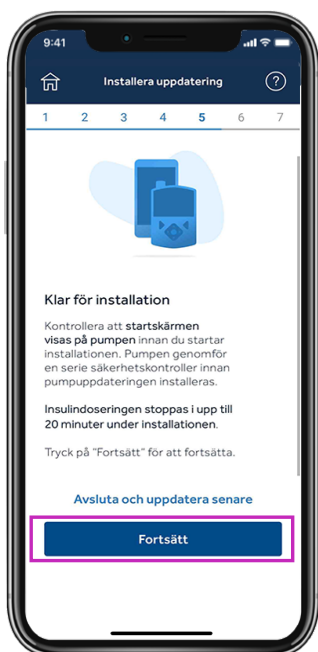 9:41
Installera uppdatering
?
1 2 3 4 5 6 7
Klar för installation
Kontrollera att startskärmen
visas på pumpen innan du startar
installationen. Pumpen genomför
en serie säkerhetskontroller innan
pumpuppdateringen installeras.
Insulindoseringen stoppas i upp till
20 minuter under installationen.
Tryck på "Fortsätt" för att fortsätta.
Avsluta och uppdatera senare
Fortsätt